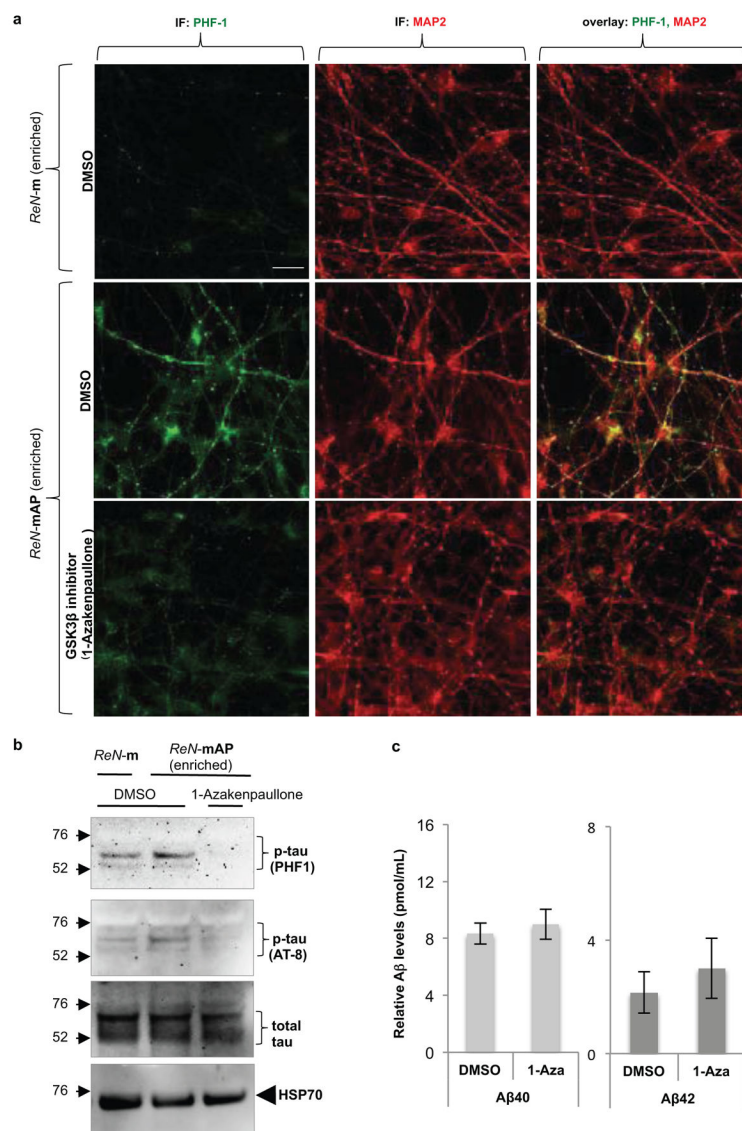 a
IF: PHF-1
IF: MAP2
overlay: PHF-1, MAP2
ReN-m (enriched)
DMSO
ReN-mAP (enriched)
DMSO
GSK3β inhibitor
(1-Azakenpaullone)
b
ReN-m
ReN-mAP
(enriched)
DMSO
1-Azakenpaullone
76
52
p-tau
(PHF1)
76
52
p-tau
(AT-8)
76
52
total
tau
76
HSP70
c
Relative Aβ levels (pmol/mL)
16
12
8
4
0
DMSO
1-Aza
Aβ40
8
4
0
DMSO
1-Aza
Aβ42